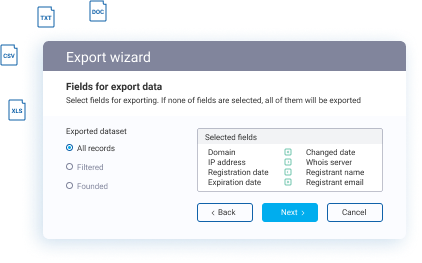 DOC
TXT
CSV
XLS
Export wizard
Fields for export data
Select fields for exporting. If none of fields are selected, all of them will be exported
Exported dataset
All records
Filtered
Founded
Selected fields
Domain Changed date
IP address Whois server
Registration date Registrant name
Expiration date Registrant email
‹ Back Next › Cancel